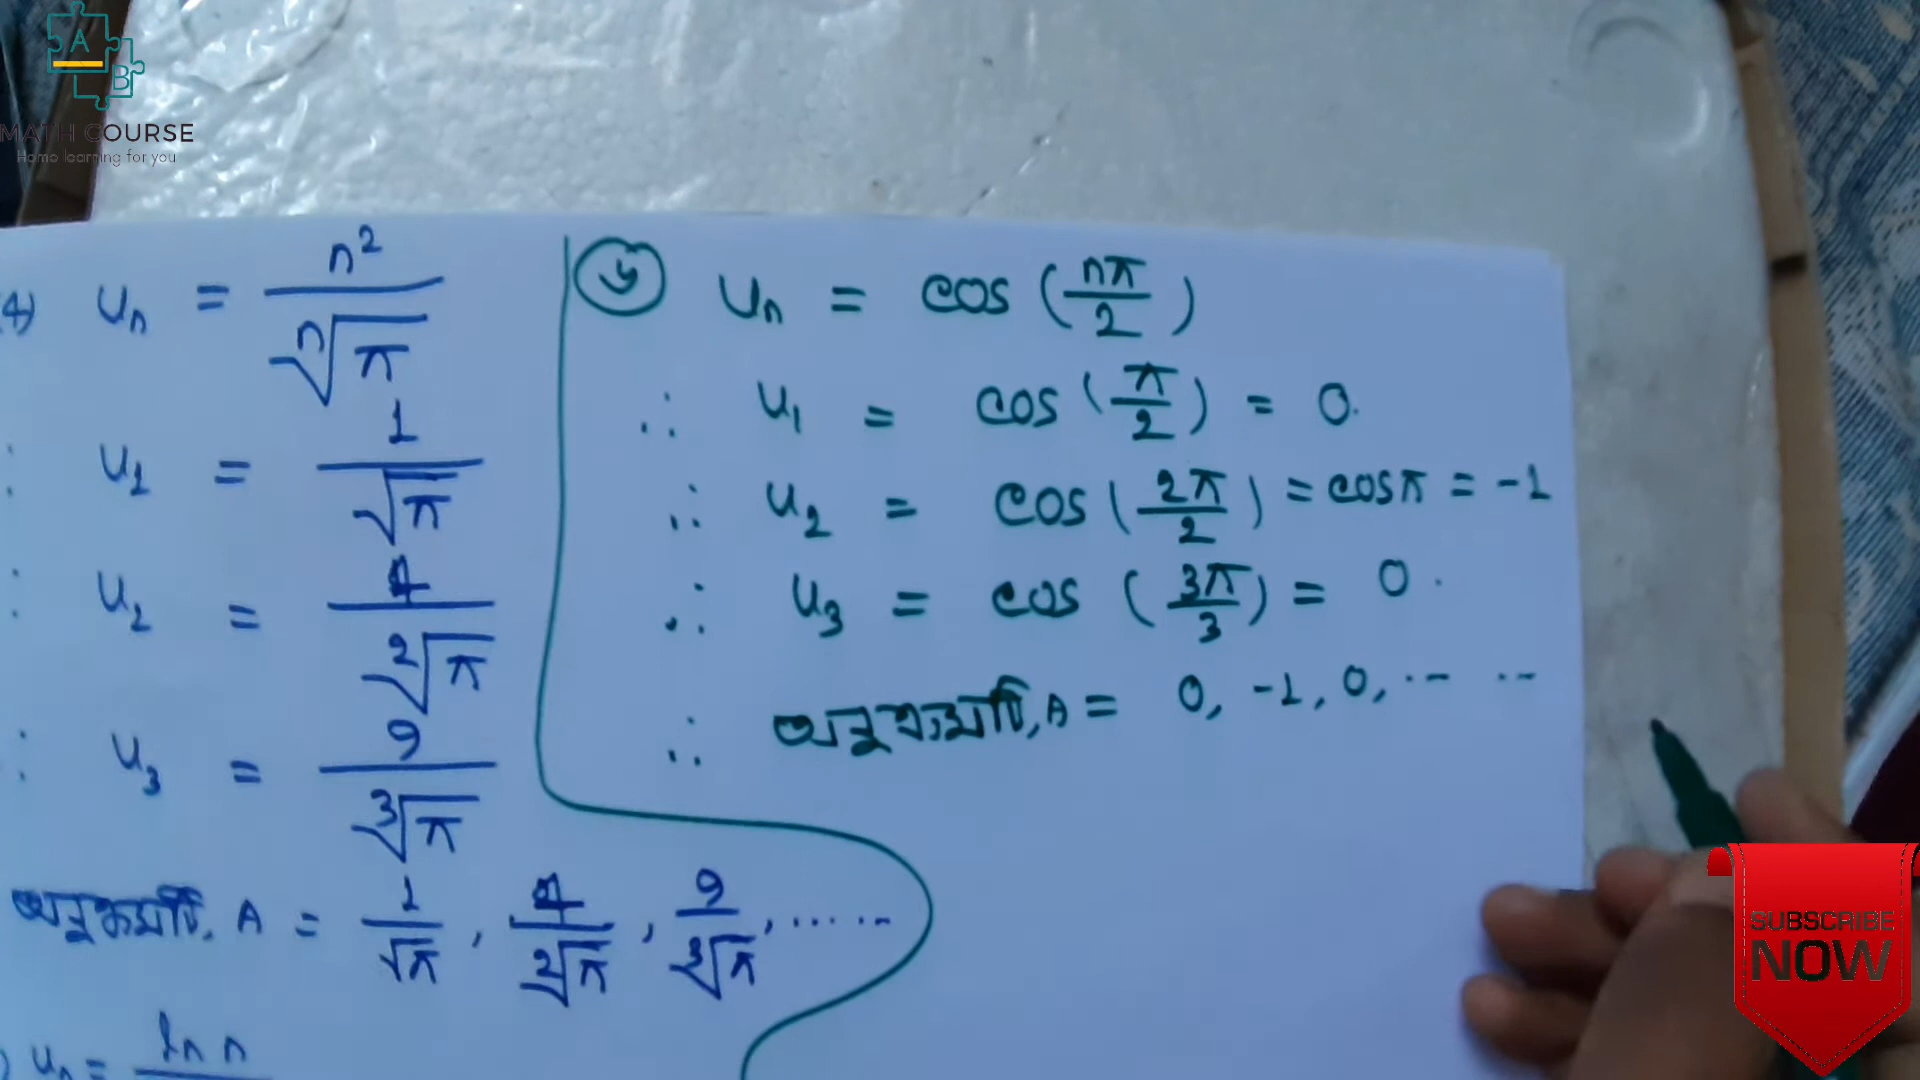 A
B
MATH COURSE
Home learning for you
(4) uₙ = n²/ⁿ√π
∴ u₁ = 1/√π
∴ u₂ = 4/²√π
∴ u₃ = 9/³√π
অনুক্রমটি, A = 1/√π, 4/²√π, 9/³√π, ......
uₙ = ln n
uₙ = cos(nπ/2)
∴ u₁ = cos(π/2) = 0.
∴ u₂ = cos(2π/2) = cosπ = -1
∴ u₃ = cos(3π/3) = 0.
∴ অনুক্রমটি, A = 0, -1, 0, ... ...
SUBSCRIBE
NOW